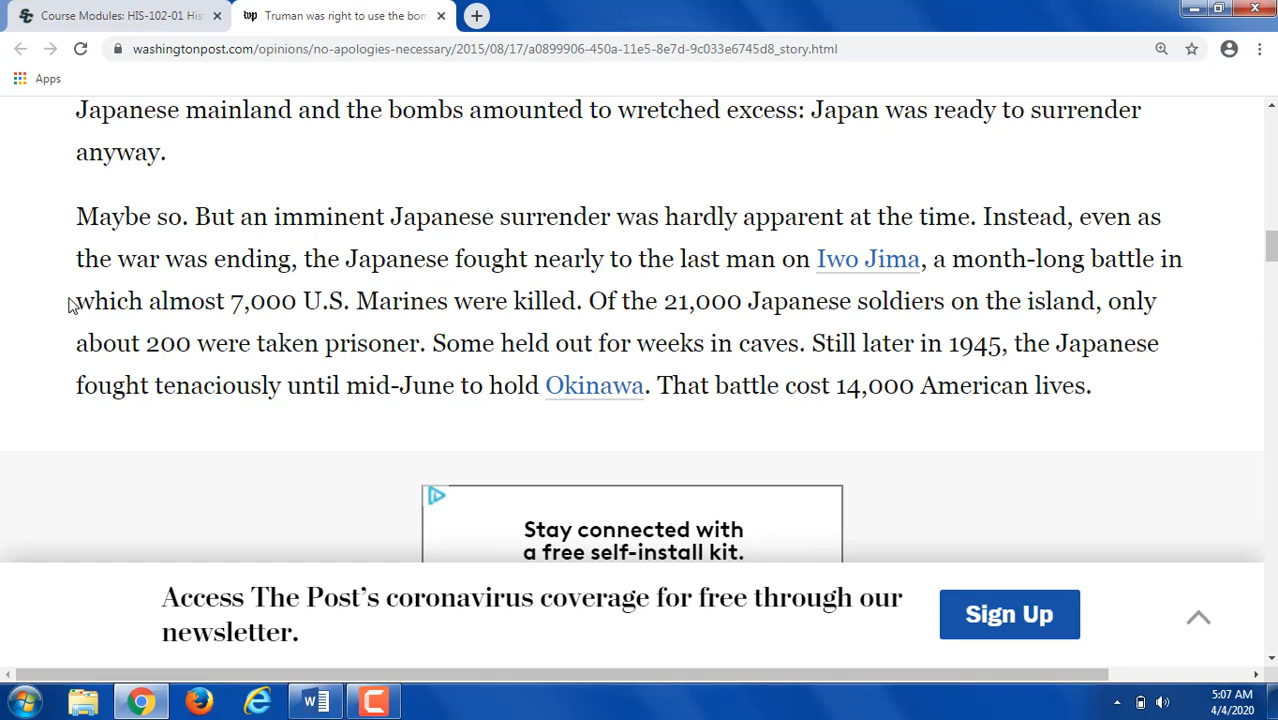 Course Modules: HIS-102-01 His
Truman was right to use the bom
washingtonpost.com/opinions/no-apologies-necessary/2015/08/17/a0899906-450a-11e5-8e7d-9c033e6745d8_story.html
Apps
Japanese mainland and the bombs amounted to wretched excess: Japan was ready to surrender
anyway.
Maybe so. But an imminent Japanese surrender was hardly apparent at the time. Instead, even as
the war was ending, the Japanese fought nearly to the last man on Iwo Jima, a month-long battle in
which almost 7,000 U.S. Marines were killed. Of the 21,000 Japanese soldiers on the island, only
about 200 were taken prisoner. Some held out for weeks in caves. Still later in 1945, the Japanese
fought tenaciously until mid-June to hold Okinawa. That battle cost 14,000 American lives.
Stay connected with
a free self-install kit.
Access The Post's coronavirus coverage for free through our
newsletter.
Sign Up
5:07 AM
4/4/2020